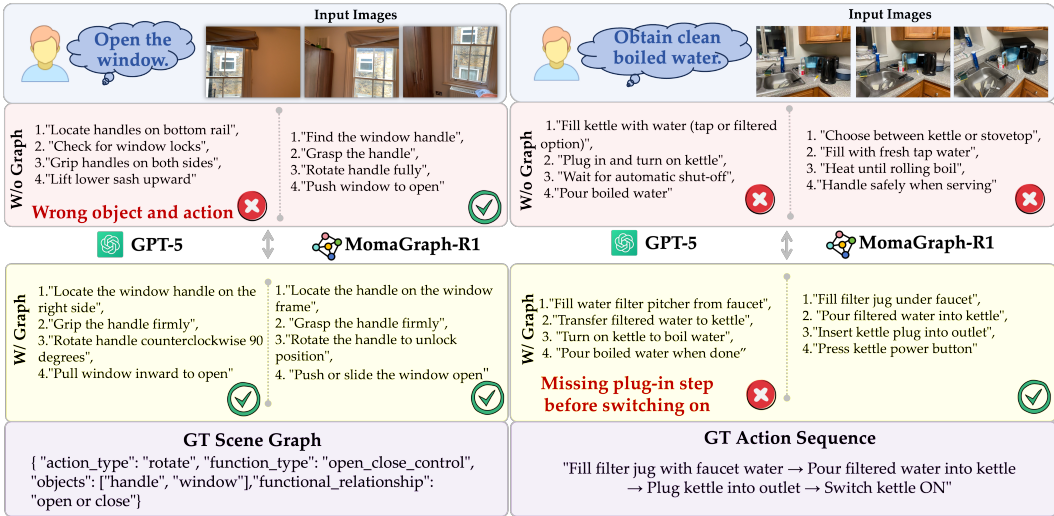 Input Images
Open the
window.
W/o Graph
1."Locate handles on bottom rail",
2. "Check for window locks",
3."Grip handles on both sides",
4."Lift lower sash upward"
Wrong object and action
1."Find the window handle",
2."Grasp the handle",
3."Rotate handle fully",
4."Push window to open"
GPT-5
MomaGraph-R1
W/ Graph
1."Locate the window handle on the
right side",
2."Grip the handle firmly",
3."Rotate handle counterclockwise 90
degrees",
4."Pull window inward to open"
1."Locate the handle on the window
frame",
2. "Grasp the handle firmly",
3."Rotate the handle to unlock
position",
4. "Push or slide the window open"
GT Scene Graph
{ "action_type": "rotate", "function_type": "open_close_control",
"objects": ["handle", "window"],"functional_relationship":
"open or close"}
Input Images
Obtain clean
boiled water.
W/o Graph
1."Fill kettle with water (tap or filtered
option)",
2. "Plug in and turn on kettle",
3. "Wait for automatic shut-off",
4."Pour boiled water"
1. "Choose between kettle or stovetop",
2. "Fill with fresh tap water",
3. "Heat until rolling boil",
4."Handle safely when serving"
GPT-5
MomaGraph-R1
W/ Graph
1."Fill water filter pitcher from faucet",
2."Transfer filtered water to kettle",
3. "Turn on kettle to boil water",
4. "Pour boiled water when done”
Missing plug-in step
before switching on
1."Fill filter jug under faucet",
2. "Pour filtered water into kettle",
3."Insert kettle plug into outlet",
4."Press kettle power button"
GT Action Sequence
"Fill filter jug with faucet water → Pour filtered water into kettle
→ Plug kettle into outlet → Switch kettle ON"